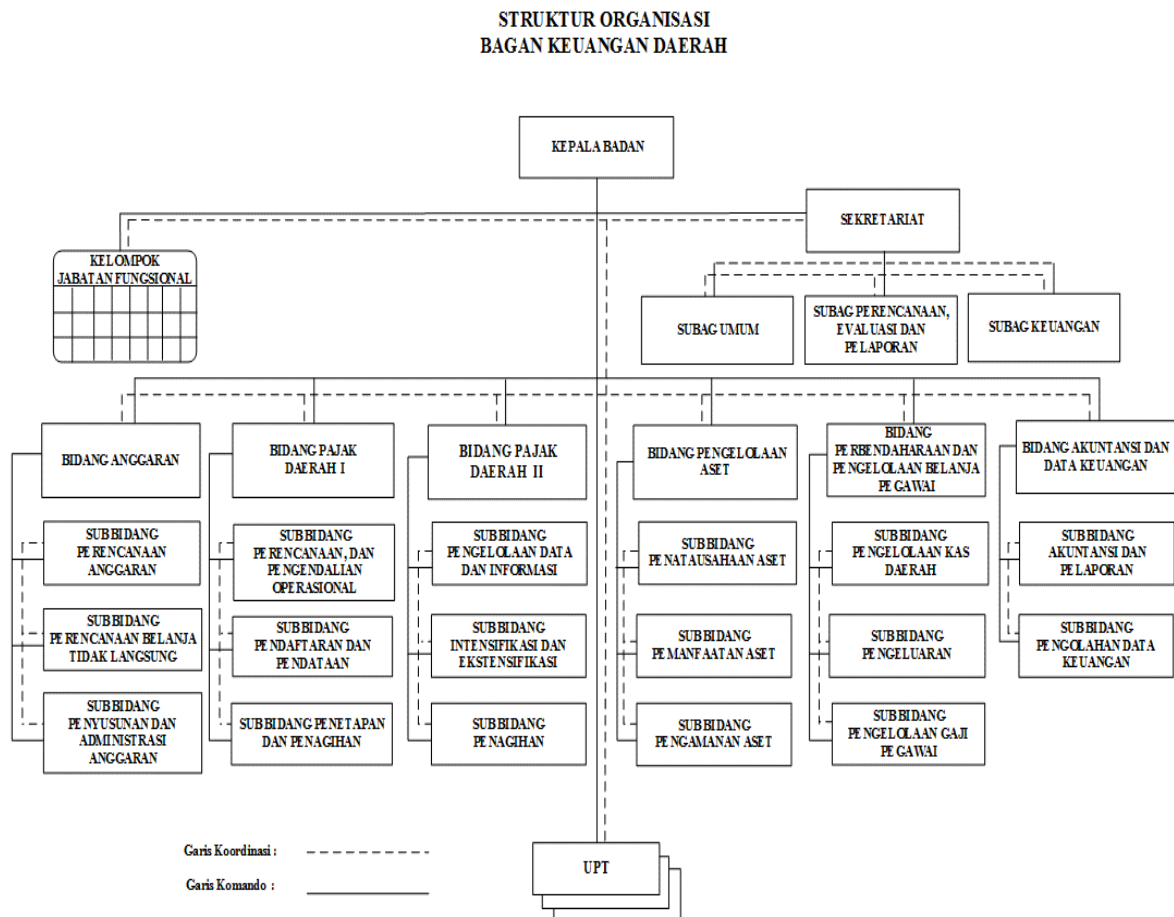 STRUKTUR ORGANISASI
BAGAN KEUANGAN DAERAH
KEPALA BADAN
SEKRETARIAT
KELOMPOK
JABATAN FUNGSIONAL
SUBAG UMUM
SUBAG PERENCANAAN,
EVALUASI DAN
PELAPORAN
SUBAG KEUANGAN
BIDANG ANGGARAN
BIDANG PAJAK
DAERAH I
BIDANG PAJAK
DAERAH II
BIDANG PENGELOLAAN
ASET
BIDANG
PERBENDAHARAAN DAN
PENGELOLAAN BELANJA
PEGAWAI
BIDANG AKUNTANSI DAN
DATA KEUANGAN
SUBBIDANG
PERENCANAAN
ANGGARAN
SUBBIDANG
PERENCANAAN, DAN
PENGENDALIAN
OPERASIONAL
SUBBIDANG
PENGELOLAAN DATA
DAN INFORMASI
SUBBIDANG
PENATAUSAHAAN ASET
SUBBIDANG
PENGELOLAAN KAS
DAERAH
SUBBIDANG
AKUNTANSI DAN
PELAPORAN
SUBBIDANG
PERENCANAAN BELANJA
TIDAK LANGSUNG
SUBBIDANG
PENDAFTARAN DAN
PENDATAAN
SUBBIDANG
INTENSIFIKASI DAN
EKSTENSIFIKASI
SUBBIDANG
PEMANFAATAN ASET
SUBBIDANG
PENGELUARAN
SUBBIDANG
PENGOLAHAN DATA
KEUANGAN
SUBBIDANG
PENYUSUNAN DAN
ADMINISTRASI
ANGGARAN
SUBBIDANG PENETAPAN
DAN PENAGIHAN
SUBBIDANG
PENAGIHAN
SUBBIDANG
PENGAMANAN ASET
SUBBIDANG
PENGELOLAAN GAJI
PEGAWAI
Garis Koordinasi :
Garis Komando :
UPT